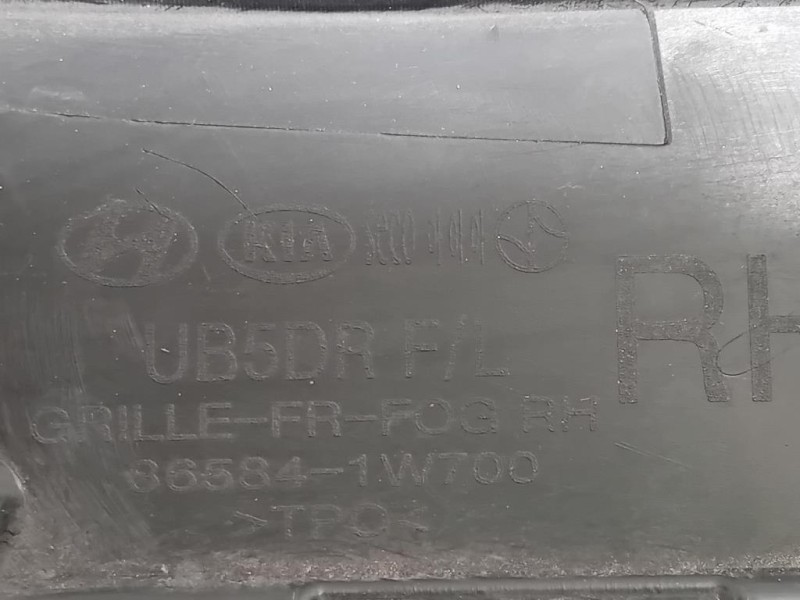 KIA
UB5DR F/L
RH
GRILLE-FR-FOG RH
86584-1W700
>TPO<